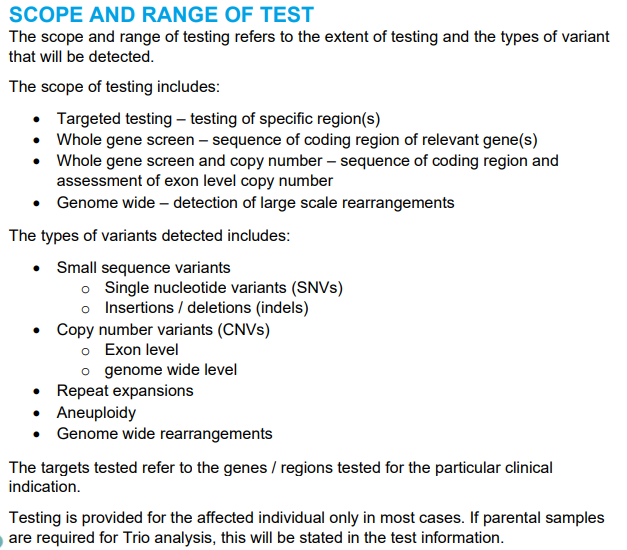 SCOPE AND RANGE OF TEST
The scope and range of testing refers to the extent of testing and the types of variant
that will be detected.
The scope of testing includes:
• Targeted testing – testing of specific region(s)
• Whole gene screen – sequence of coding region of relevant gene(s)
• Whole gene screen and copy number – sequence of coding region and
assessment of exon level copy number
• Genome wide – detection of large scale rearrangements
The types of variants detected includes:
• Small sequence variants
o Single nucleotide variants (SNVs)
o Insertions / deletions (indels)
• Copy number variants (CNVs)
o Exon level
o genome wide level
• Repeat expansions
• Aneuploidy
• Genome wide rearrangements
The targets tested refer to the genes / regions tested for the particular clinical
indication.
Testing is provided for the affected individual only in most cases. If parental samples
are required for Trio analysis, this will be stated in the test information.